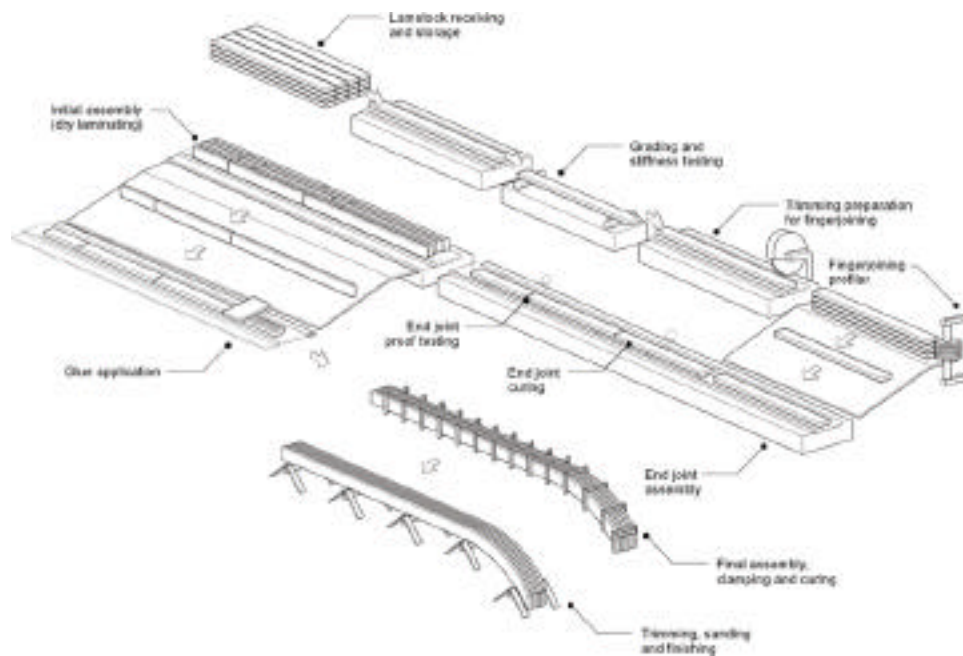 Lamstock receiving
and storage
Initial assembly
(dry laminating)
Grading and
stiffness testing
Trimming preparation
for fingerjoining
Fingerjoining
profiler
End joint
proof testing
Glue application
End joint
curing
End joint
assembly
Final assembly,
clamping and curing
Trimming, sanding
and finishing